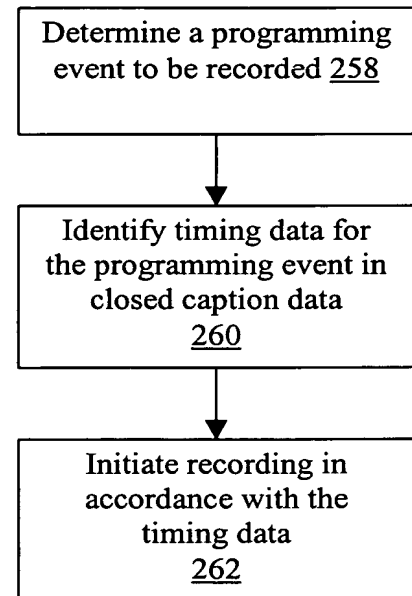 Determine a programming
event to be recorded 258
Identify timing data for
the programming event in
closed caption data
260
Initiate recording in
accordance with the
timing data
262